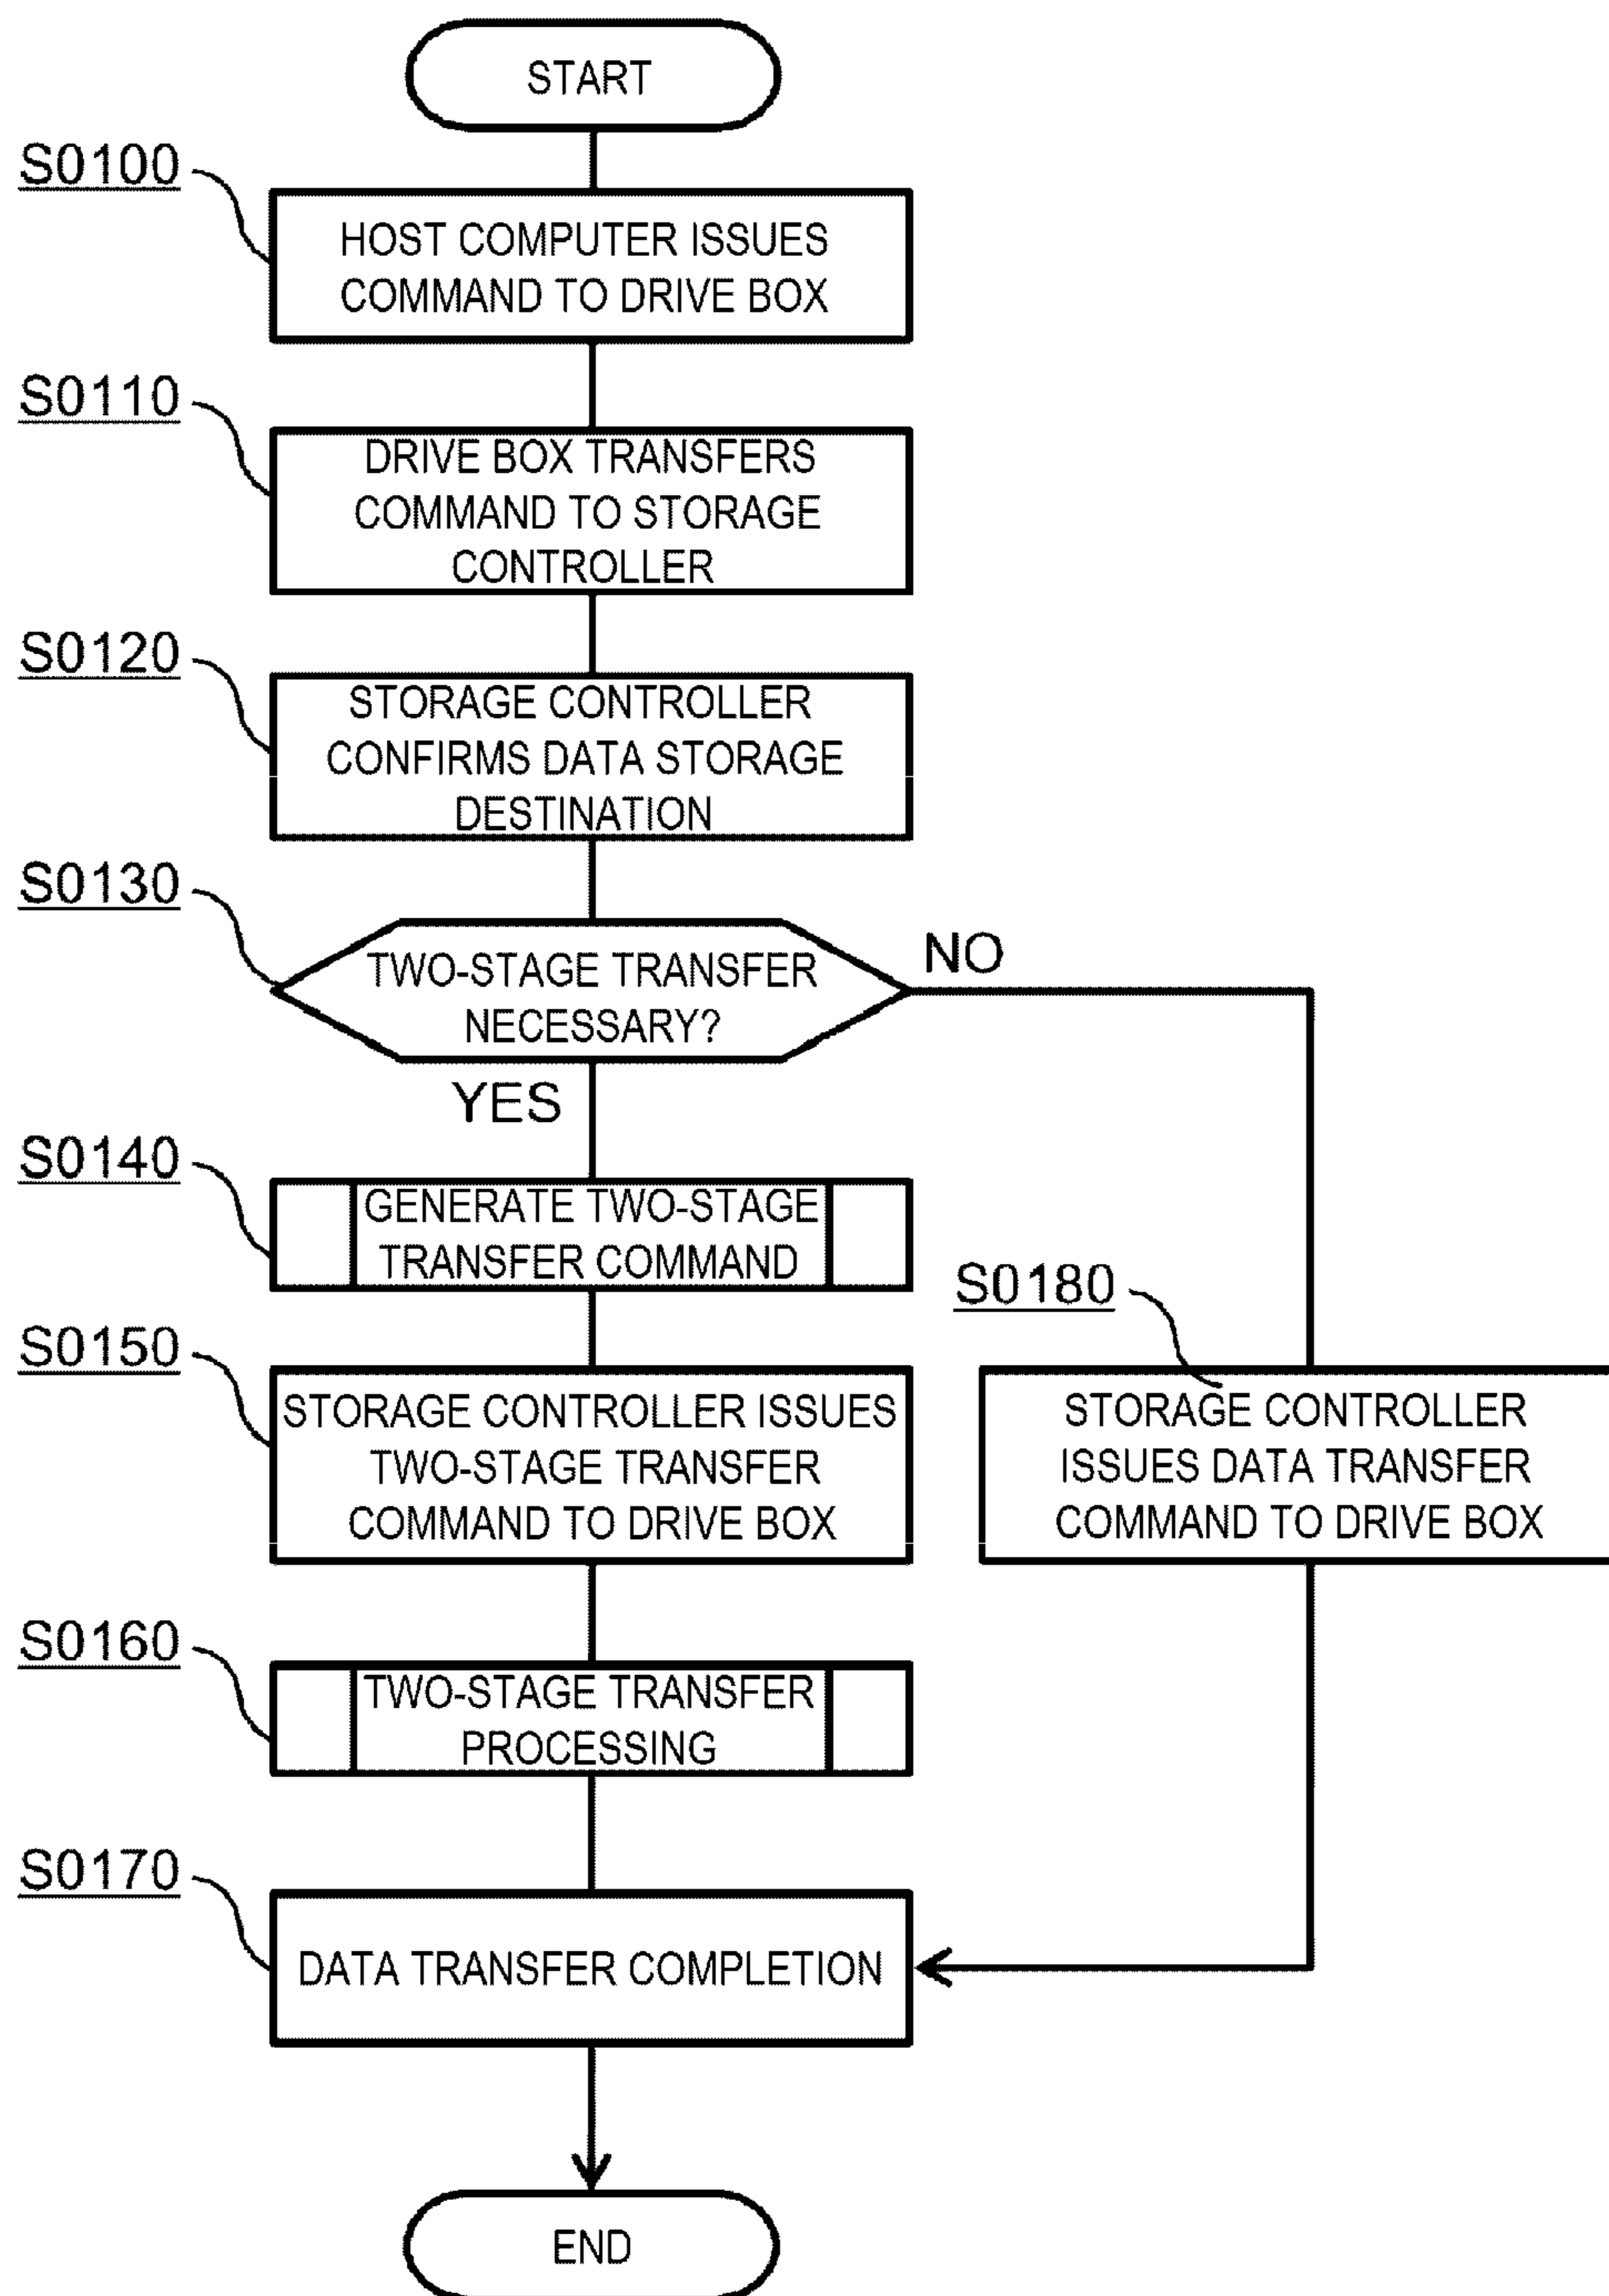 START
S0100
HOST COMPUTER ISSUES
COMMAND TO DRIVE BOX
S0110
DRIVE BOX TRANSFERS
COMMAND TO STORAGE
CONTROLLER
S0120
STORAGE CONTROLLER
CONFIRMS DATA STORAGE
DESTINATION
S0130
TWO-STAGE TRANSFER
NECESSARY?
NO
YES
S0140
GENERATE TWO-STAGE
TRANSFER COMMAND
S0150
STORAGE CONTROLLER ISSUES
TWO-STAGE TRANSFER
COMMAND TO DRIVE BOX
S0180
STORAGE CONTROLLER
ISSUES DATA TRANSFER
COMMAND TO DRIVE BOX
S0160
TWO-STAGE TRANSFER
PROCESSING
S0170
DATA TRANSFER COMPLETION
END